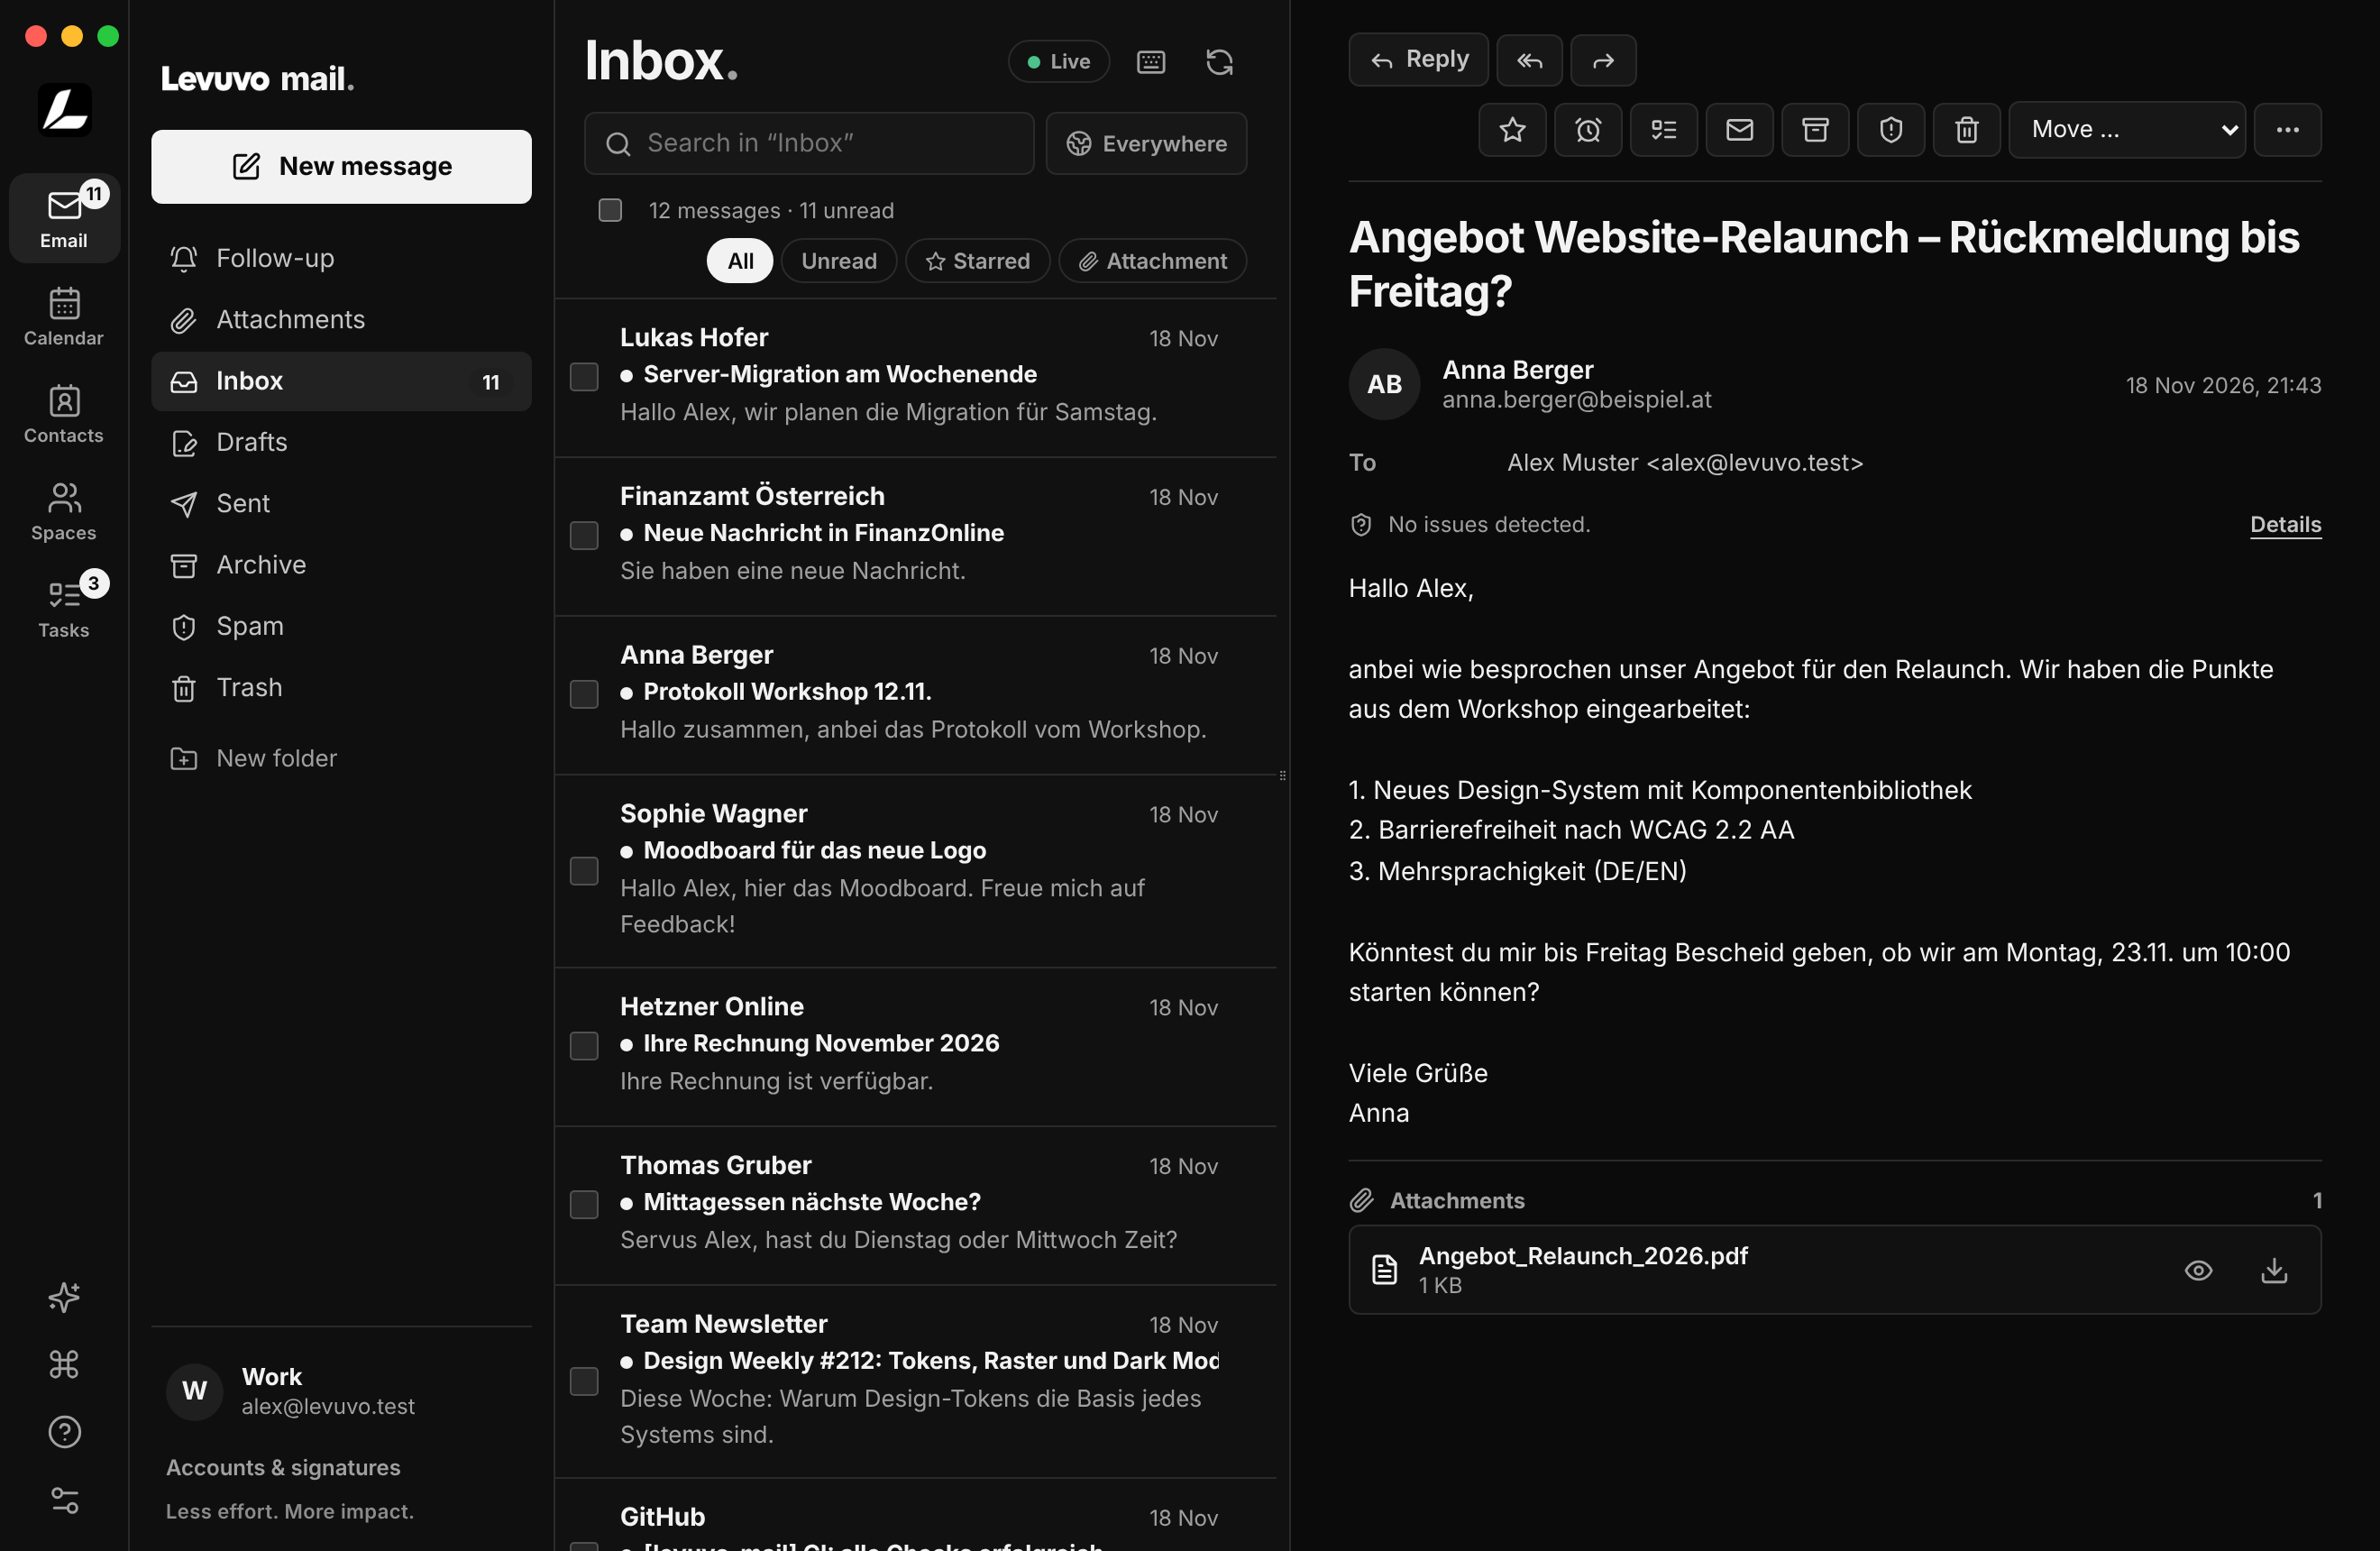 11
Email
Calendar
Contacts
Spaces
3
Tasks
Levuvo mail.
New message
Follow-up
Attachments
Inbox 11
Drafts
Sent
Archive
Spam
Trash
New folder
W
Work
alex@levuvo.test
Accounts & signatures
Less effort. More impact.
Inbox.
Live
Search in “Inbox”
Everywhere
12 messages · 11 unread
All Unread Starred Attachment
Lukas Hofer 18 Nov
Server-Migration am Wochenende
Hallo Alex, wir planen die Migration für Samstag.
Finanzamt Österreich 18 Nov
Neue Nachricht in FinanzOnline
Sie haben eine neue Nachricht.
Anna Berger 18 Nov
Protokoll Workshop 12.11.
Hallo zusammen, anbei das Protokoll vom Workshop.
Sophie Wagner 18 Nov
Moodboard für das neue Logo
Hallo Alex, hier das Moodboard. Freue mich auf
Feedback!
Hetzner Online 18 Nov
Ihre Rechnung November 2026
Ihre Rechnung ist verfügbar.
Thomas Gruber 18 Nov
Mittagessen nächste Woche?
Servus Alex, hast du Dienstag oder Mittwoch Zeit?
Team Newsletter 18 Nov
Design Weekly #212: Tokens, Raster und Dark Mod
Diese Woche: Warum Design-Tokens die Basis jedes
Systems sind.
GitHub 18 Nov
[levuvo-mail] CI: alle Checks erfolgreich
Reply
Move ...
Angebot Website-Relaunch – Rückmeldung bis
Freitag?
AB
Anna Berger
anna.berger@beispiel.at
18 Nov 2026, 21:43
To Alex Muster <alex@levuvo.test>
No issues detected. Details
Hallo Alex,
anbei wie besprochen unser Angebot für den Relaunch. Wir haben die Punkte
aus dem Workshop eingearbeitet:
1. Neues Design-System mit Komponentenbibliothek
2. Barrierefreiheit nach WCAG 2.2 AA
3. Mehrsprachigkeit (DE/EN)
Könntest du mir bis Freitag Bescheid geben, ob wir am Montag, 23.11. um 10:00
starten können?
Viele Grüße
Anna
Attachments 1
Angebot_Relaunch_2026.pdf
1 KB